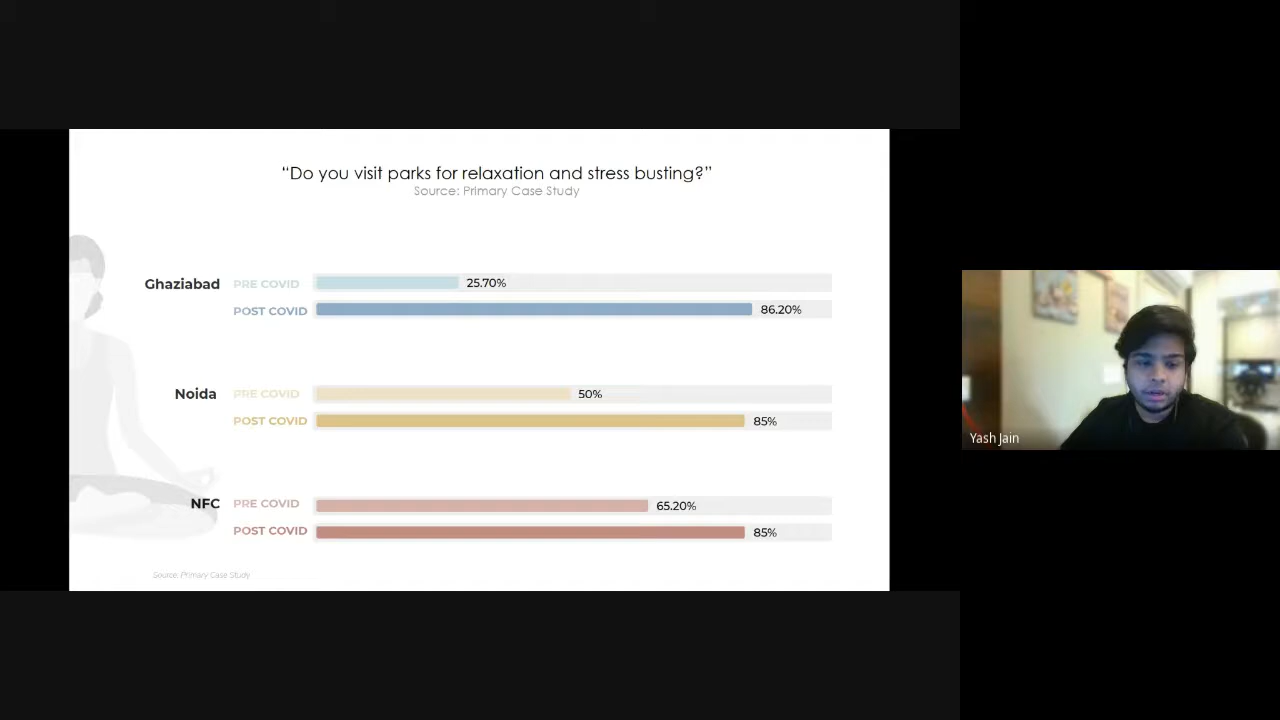 “Do you visit parks for relaxation and stress busting?”
Source: Primary Case Study
Ghaziabad PRE COVID 25.70%
POST COVID 86.20%
Noida PRE COVID 50%
POST COVID 85%
NFC PRE COVID 65.20%
POST COVID 85%
Source: Primary Case Study
Yash Jain